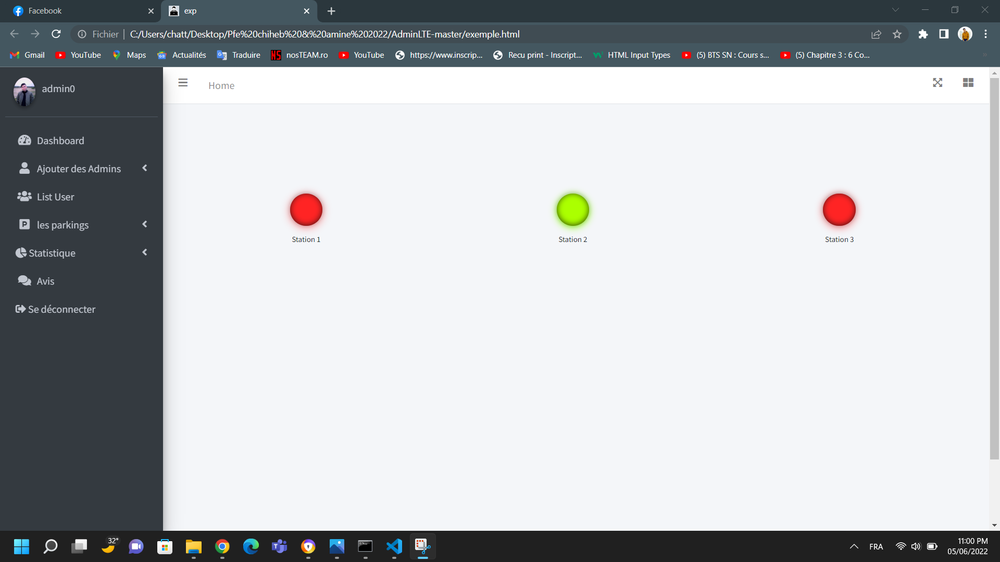 Facebook
exp
Fichier | C:/Users/chatt/Desktop/Pfe%20chiheb%20&%20amine%202022/AdminLTE-master/exemple.html
Gmail YouTube Maps Actualités Traduire NS nosTEAM.ro YouTube https://www.inscrip... Recu print - Inscript... HTML Input Types (5) BTS SN : Cours s... (5) Chapitre 3 : 6 Co...
admin0
Home
Dashboard
Ajouter des Admins
List User
P les parkings
Statistique
Avis
Se déconnecter
Station 1
Station 2
Station 3
32°
FRA
11:00 PM
05/06/2022